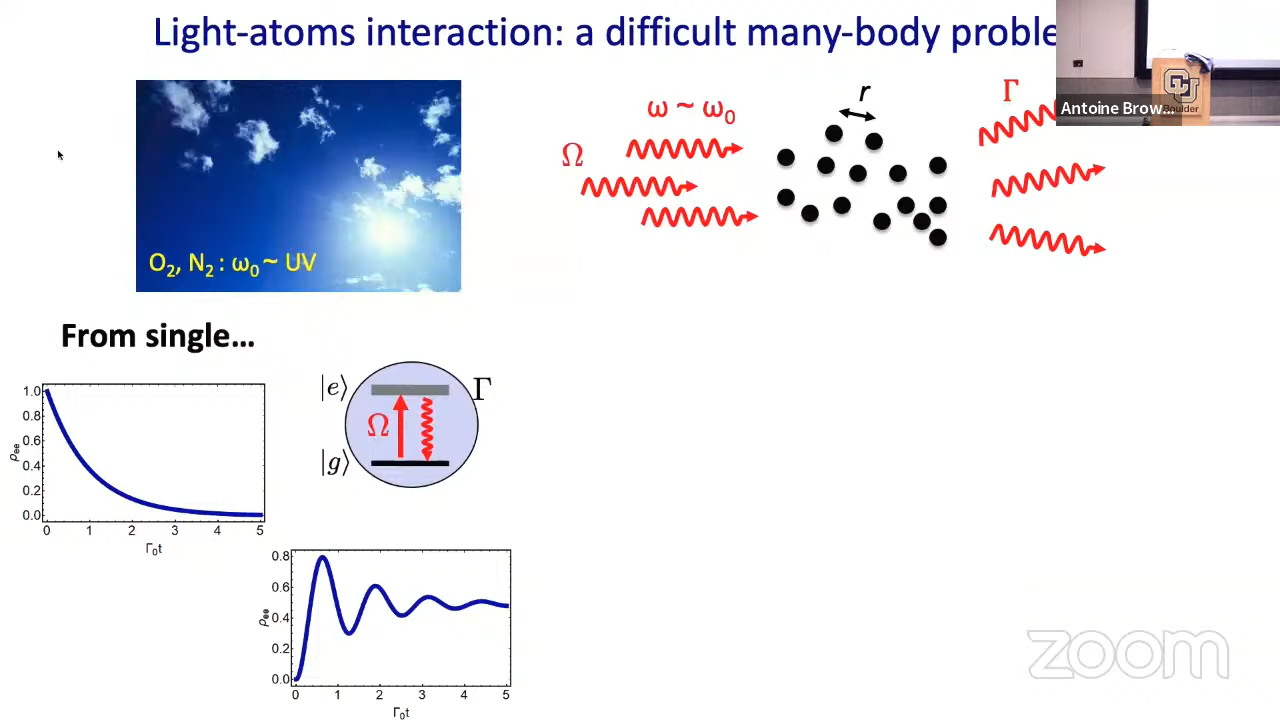 Light-atoms interaction: a difficult many-body proble
ω ~ ω₀
r
Γ
Ω
Antoine Brow...
Boulder
O₂, N₂ : ω₀ ~ UV
From single…
1.0
0.8
0.6
0.4
0.2
0.0
ρee
0 1 2 3 4 5
Γ₀t
|e⟩
Γ
Ω
|g⟩
0.8
0.6
0.4
0.2
0.0
ρee
0 1 2 3 4 5
Γ₀t
zoom